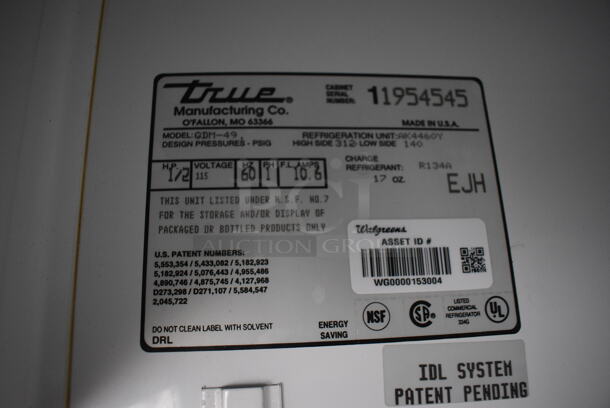 true®
Manufacturing Co.
O'FALLON, MO 63366
CABINET SERIAL NUMBER: 11954545
MADE IN U.S.A.
MODEL: GDM-49 REFRIGERATION UNIT: AK4460Y
DESIGN PRESSURES - PSIG HIGH SIDE 312 LOW SIDE 140
H.P. 1/2 VOLTAGE 115 HZ 60 PH 1 F.L. AMPS 10.6
CHARGE
REFRIGERANT: R134A
17 OZ.
EJH
THIS UNIT LISTED UNDER N.S.F. NO.7
FOR THE STORAGE AND/OR DISPLAY OF
PACKAGED OR BOTTLED PRODUCTS ONLY
AUCTION GROUP
Walgreens
ASSET ID #
WG0000153004
U.S. PATENT NUMBERS:
5,553,354 / 5,433,082 / 5,182,923
5,182,924 / 5,076,443 / 4,955,486
4,890,746 / 4,875,745 / 4,127,968
D273,298 / D271,107 / 5,584,547
2,045,722
DO NOT CLEAN LABEL WITH SOLVENT
DRL
ENERGY
SAVING
NSF
SA
LISTED
COMMERCIAL
REFRIGERATOR
324G
UL
IDL SYSTEM
PATENT PENDING